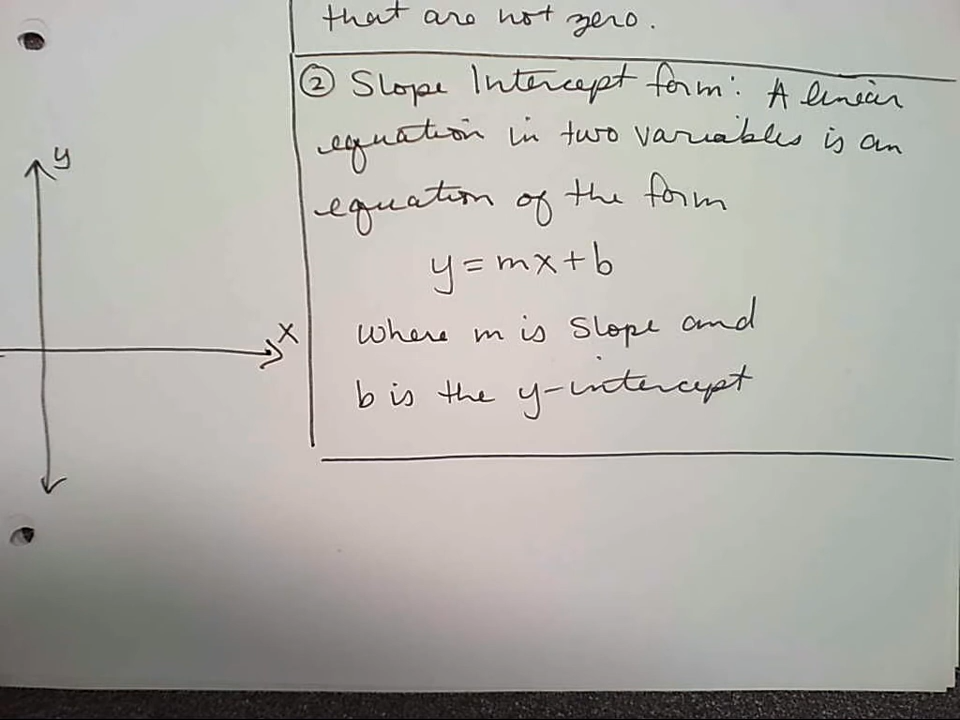 that are not zero.
② Slope Intercept form: A linear
equation in two variables is an
equation of the form
y = mx + b
where m is slope and
b is the y-intercept
y
x